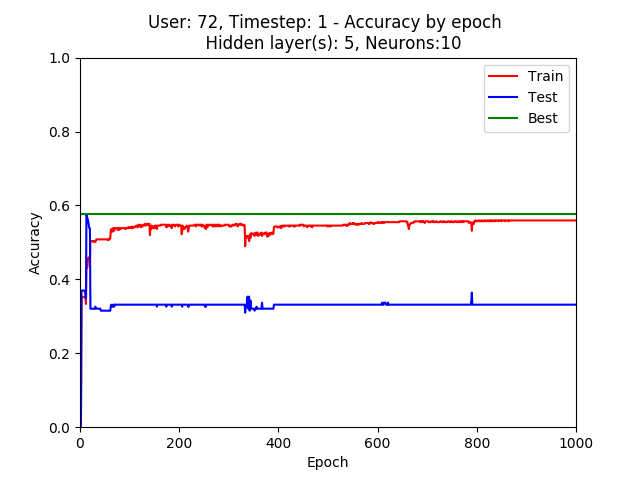 User: 72, Timestep: 1 - Accuracy by epoch
Hidden layer(s): 5, Neurons:10
Train
Test
Best
1.0
0.8
0.6
0.4
0.2
0.0
Accuracy
0 200 400 600 800 1000
Epoch